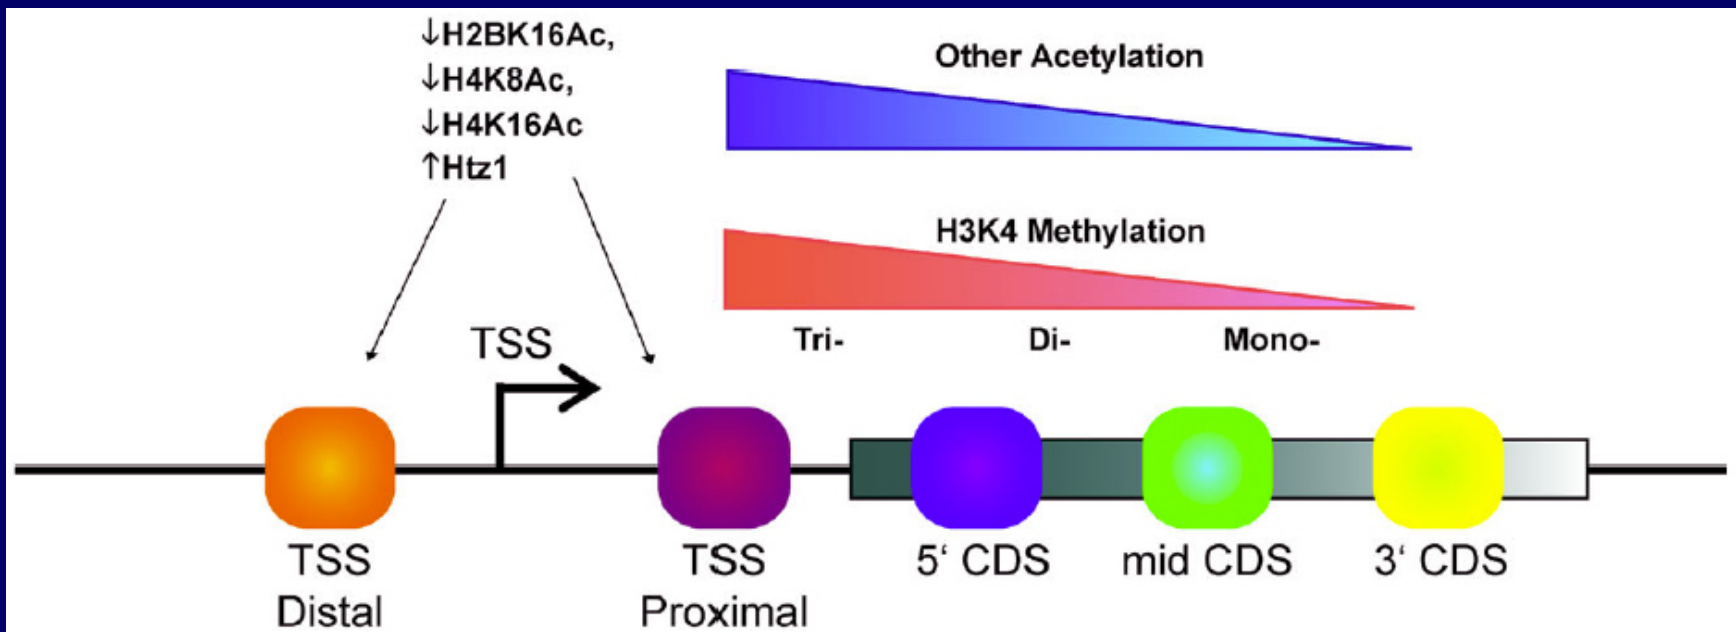 ↓H2BK16Ac,
↓H4K8Ac,
↓H4K16Ac
↑Htz1
Other Acetylation
H3K4 Methylation
Tri-
Di-
Mono-
TSS
TSS
Distal
TSS
Proximal
5‘ CDS
mid CDS
3‘ CDS